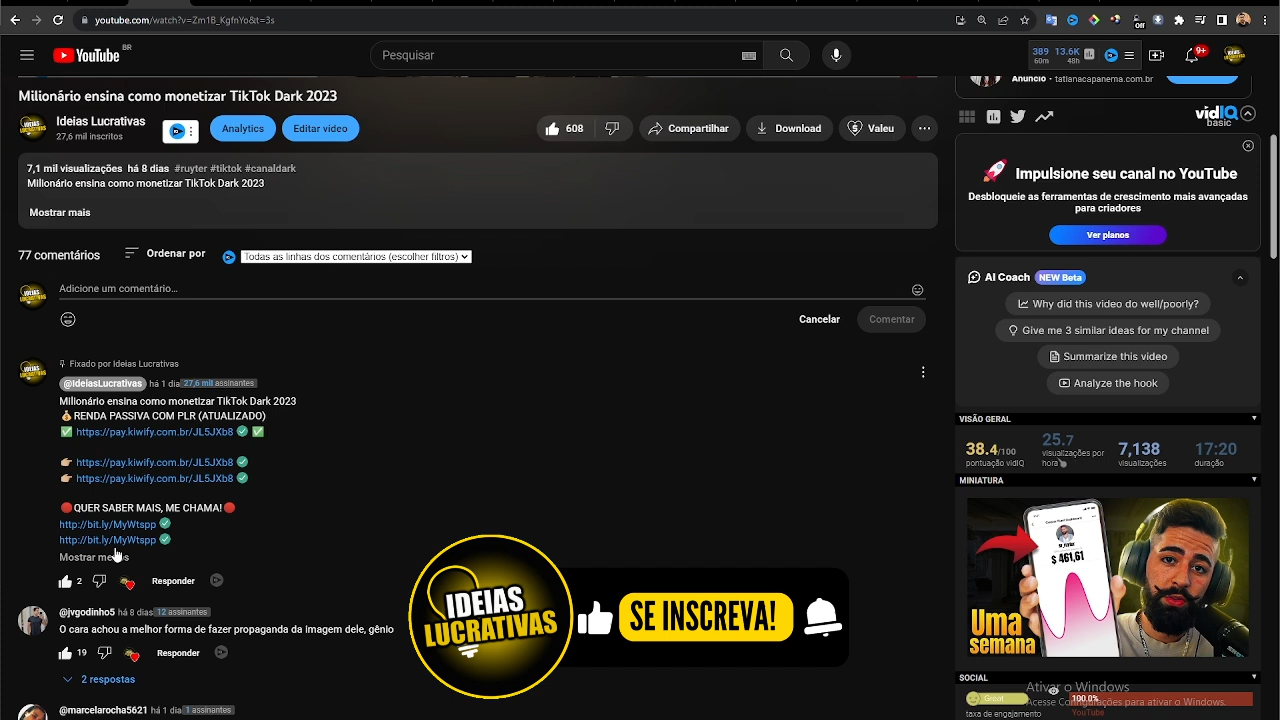 youtube.com/watch?v=Zm1B_KgfnYo&t=3s
Off
YouTube BR
Pesquisar
389 60m
13.6K 48h
9+
Milionário ensina como monetizar TikTok Dark 2023
Ideias Lucrativas
27,6 mil inscritos
Analytics
Editar vídeo
608
Compartilhar
Download
Valeu
7,1 mil visualizações há 8 dias #ruyter #tiktok #canaldark
Milionário ensina como monetizar TikTok Dark 2023
Mostrar mais
77 comentários
Ordenar por
Todas as linhas dos comentários (escolher filtros)
Adicione um comentário...
Cancelar
Comentar
Fixado por Ideias Lucrativas
@IdeiasLucrativas há 1 dia 27,6 mil assinantes
Milionário ensina como monetizar TikTok Dark 2023
💰RENDA PASSIVA COM PLR (ATUALIZADO)
✅ https://pay.kiwify.com.br/JL5JXb8 ✅
👉 https://pay.kiwify.com.br/JL5JXb8
👉 https://pay.kiwify.com.br/JL5JXb8
🔴QUER SABER MAIS, ME CHAMA!🔴
http://bit.ly/MyWtspp
http://bit.ly/MyWtspp
Mostrar menos
2
Responder
@jvgodinho5 há 8 dias 12 assinantes
O cara achou a melhor forma de fazer propaganda da imagem dele, gênio
19
Responder
2 respostas
@marcelarocha5621 há 1 dia 1 assinantes
IDEIAS
LUCRATIVAS
SE INSCREVA!
Anúncio • tatianacapanema.com.br
vidIQ
basic
Impulsione seu canal no YouTube
Desbloqueie as ferramentas de crescimento mais avançadas
para criadores
Ver planos
AI Coach NEW Beta
Why did this video do well/poorly?
Give me 3 similar ideas for my channel
Summarize this video
Analyze the hook
VISÃO GERAL
38.4/100
pontuação vidIQ
25.7
visualizações por
hora
7,138
visualizações
17:20
duração
MINIATURA
$ 461,61
Uma
semana
SOCIAL
Great
100.0%
taxa de engajamento
YouTube
Ativar o Windows
Acesse Configurações para ativar o Windows.